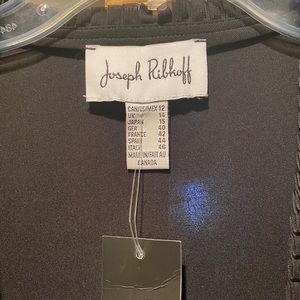 Joseph Ribkoff
CAN/US/MEX 12
UK 14
JAPAN 15
GER 40
FRANCE 42
SPAIN 44
ITALY 46
MADE IN/FAIT AU
CANADA